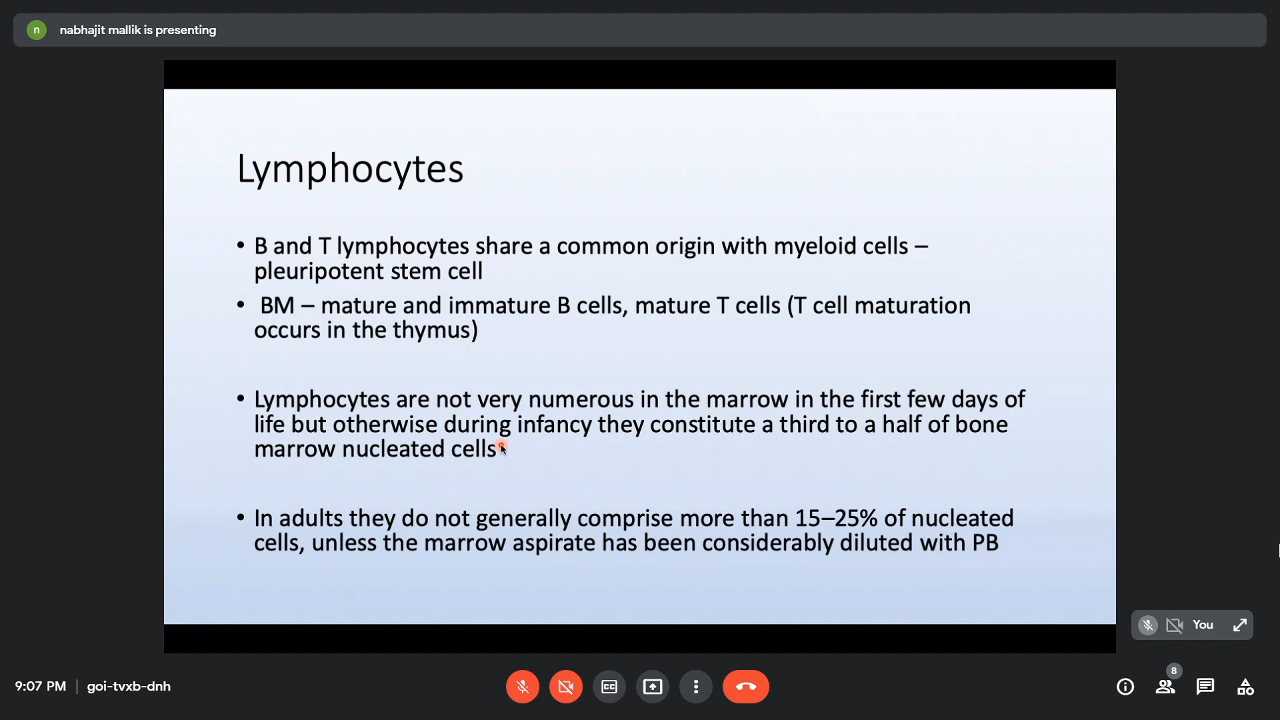 n
nabhajit mallik is presenting
Lymphocytes
• B and T lymphocytes share a common origin with myeloid cells –
pleuripotent stem cell
• BM – mature and immature B cells, mature T cells (T cell maturation
occurs in the thymus)
• Lymphocytes are not very numerous in the marrow in the first few days of
life but otherwise during infancy they constitute a third to a half of bone
marrow nucleated cells
• In adults they do not generally comprise more than 15–25% of nucleated
cells, unless the marrow aspirate has been considerably diluted with PB
You
9:07 PM | goi-tvxb-dnh
CC
8